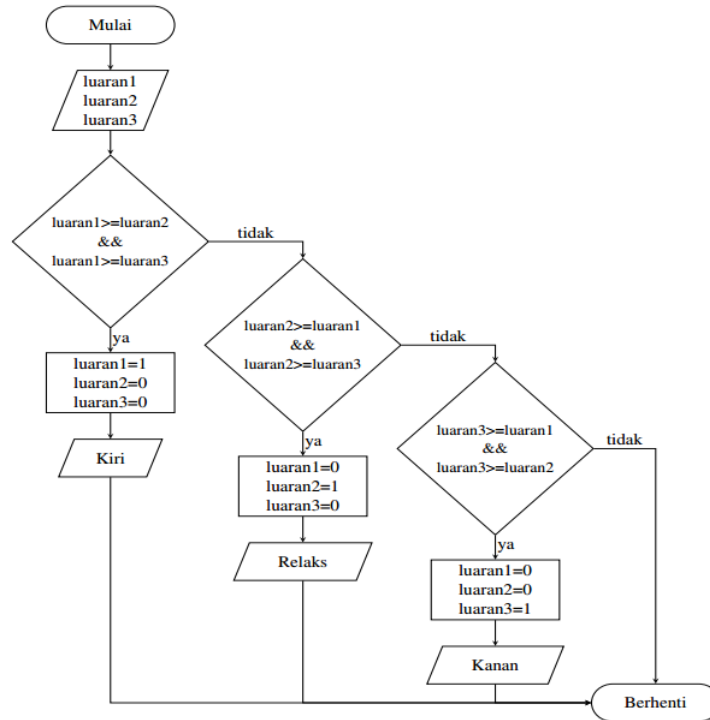 Mulai
luaran1
luaran2
luaran3
luaran1>=luaran2
&&
luaran1>=luaran3
tidak
ya
luaran1=1
luaran2=0
luaran3=0
Kiri
luaran2>=luaran1
&&
luaran2>=luaran3
tidak
ya
luaran1=0
luaran2=1
luaran3=0
Relaks
luaran3>=luaran1
&&
luaran3>=luaran2
tidak
ya
luaran1=0
luaran2=0
luaran3=1
Kanan
Berhenti